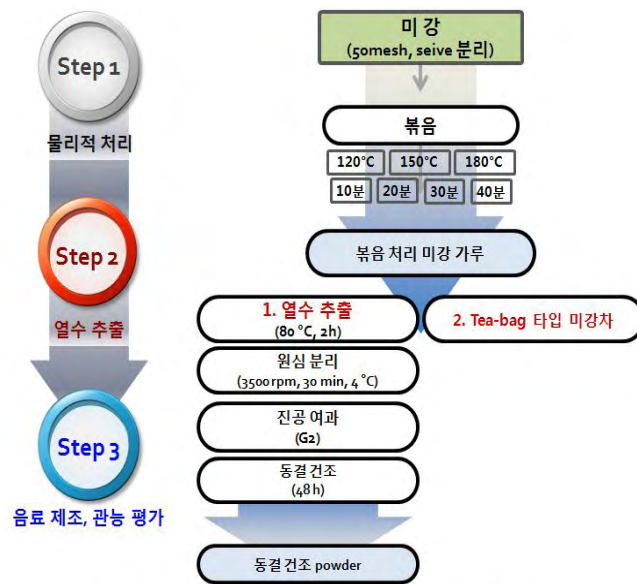 Step 1
물리적 처리
Step 2
열수 추출
Step 3
음료 제조, 관능 평가
미 강
(50mesh, seive 분리)
볶음
120°C 150°C 180°C
10분 20분 30분 40분
볶음 처리 미강 가루
1. 열수 추출
(80 °C, 2h)
2. Tea-bag 타입 미강차
원심 분리
(3500 rpm, 30 min, 4 °C)
진공 여과
(G2)
동결 건조
(48 h)
동결 건조 powder